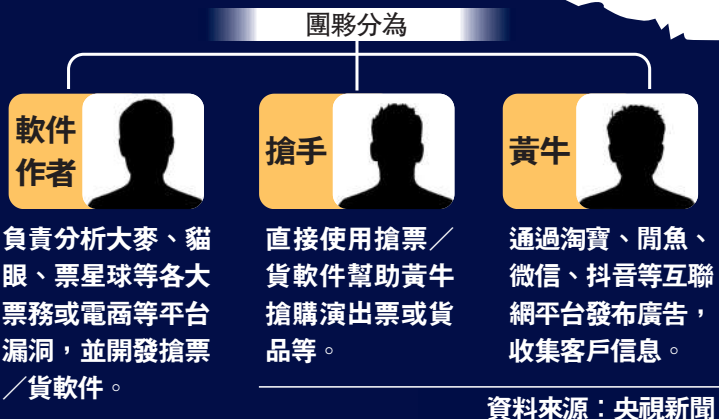 團夥分為
軟件
作者
負責分析大麥、貓
眼、票星球等各大
票務或電商等平台
漏洞，並開發搶票
／貨軟件。
搶手
直接使用搶票／
貨軟件幫助黃牛
搶購演出票或貨
品等。
黃牛
通過淘寶、閒魚、
微信、抖音等互聯
網平台發布廣告，
收集客戶信息。
資料來源：央視新聞